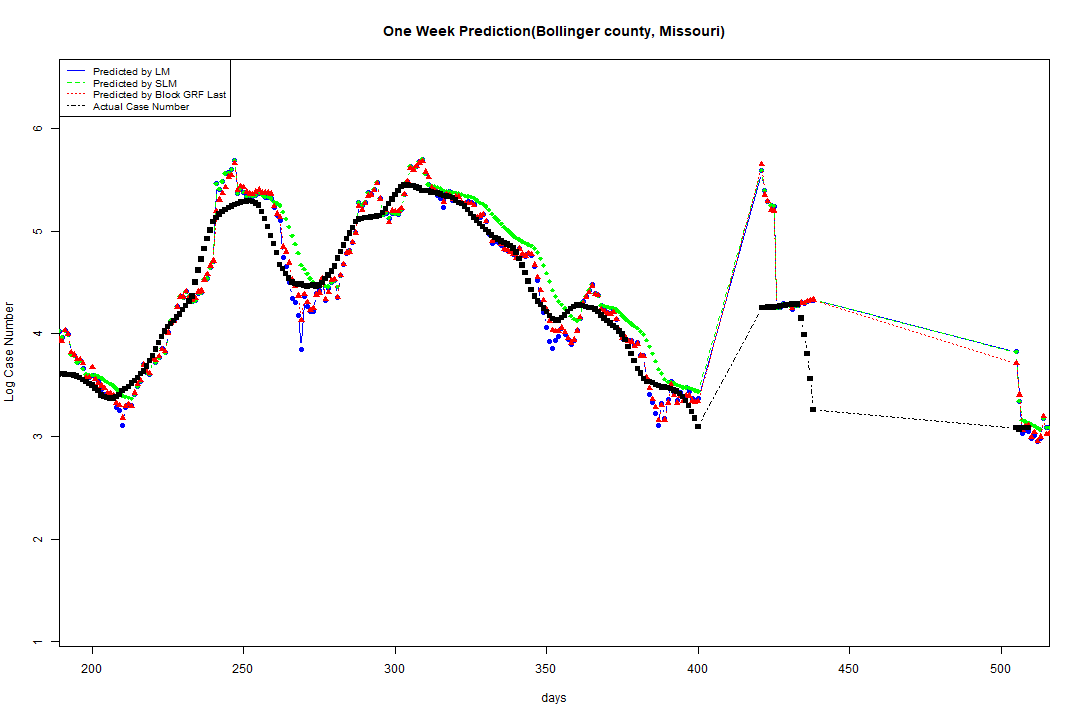 One Week Prediction(Bollinger county, Missouri)
Predicted by LM
Predicted by SLM
Predicted by Block GRF Last
Actual Case Number
Log Case Number
6
5
4
3
2
1
200 250 300 350 400 450 500
days